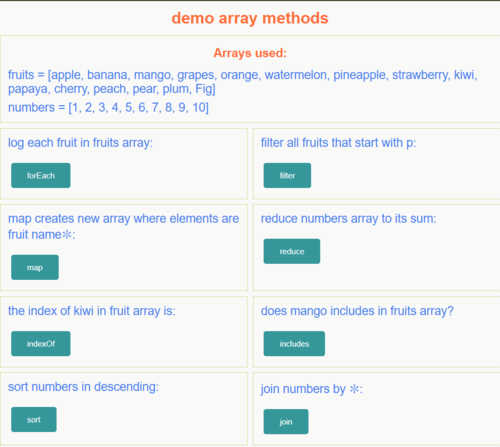 demo array methods
Arrays used:
fruits = [apple, banana, mango, grapes, orange, watermelon, pineapple, strawberry, kiwi,
papaya, cherry, peach, pear, plum, Fig]
numbers = [1, 2, 3, 4, 5, 6, 7, 8, 9, 10]
log each fruit in fruits array:
forEach
filter all fruits that start with p:
filter
map creates new array where elements are
fruit name✻:
map
reduce numbers array to its sum:
reduce
the index of kiwi in fruit array is:
indexOf
does mango includes in fruits array?
includes
sort numbers in descending:
sort
join numbers by ✻:
join